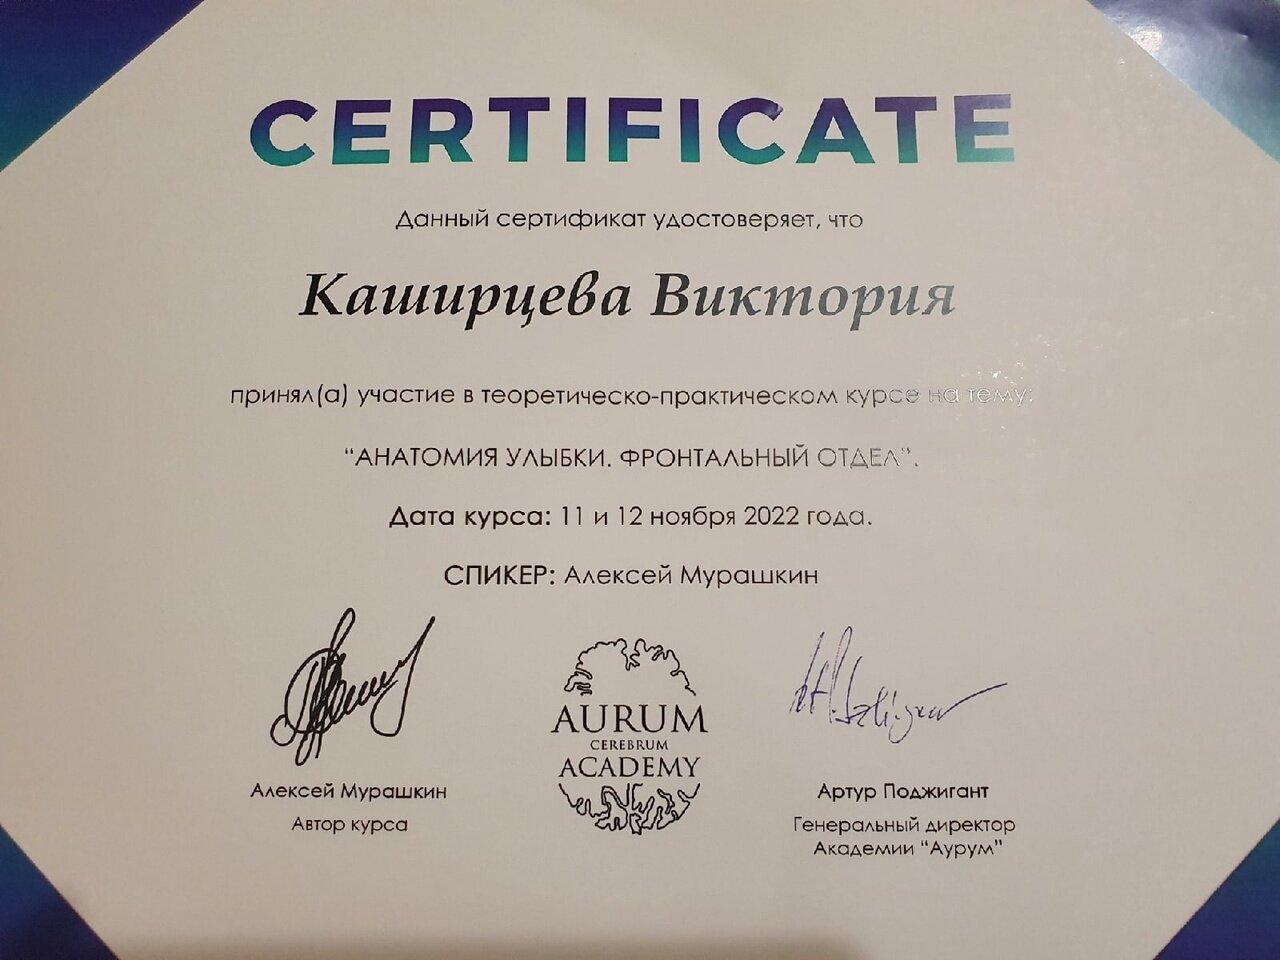 CERTIFICATE
Данный сертификат удостоверяет, что
Каширцева Виктория
принял(а) участие в теоретическо-практическом курсе на тему:
“АНАТОМИЯ УЛЫБКИ. ФРОНТАЛЬНЫЙ ОТДЕЛ”.
Дата курса: 11 и 12 ноября 2022 года.
СПИКЕР: Алексей Мурашкин
AURUM
CEREBRUM
ACADEMY
Алексей Мурашкин
Автор курса
Артур Поджигант
Генеральный директор
Академии “Аурум”